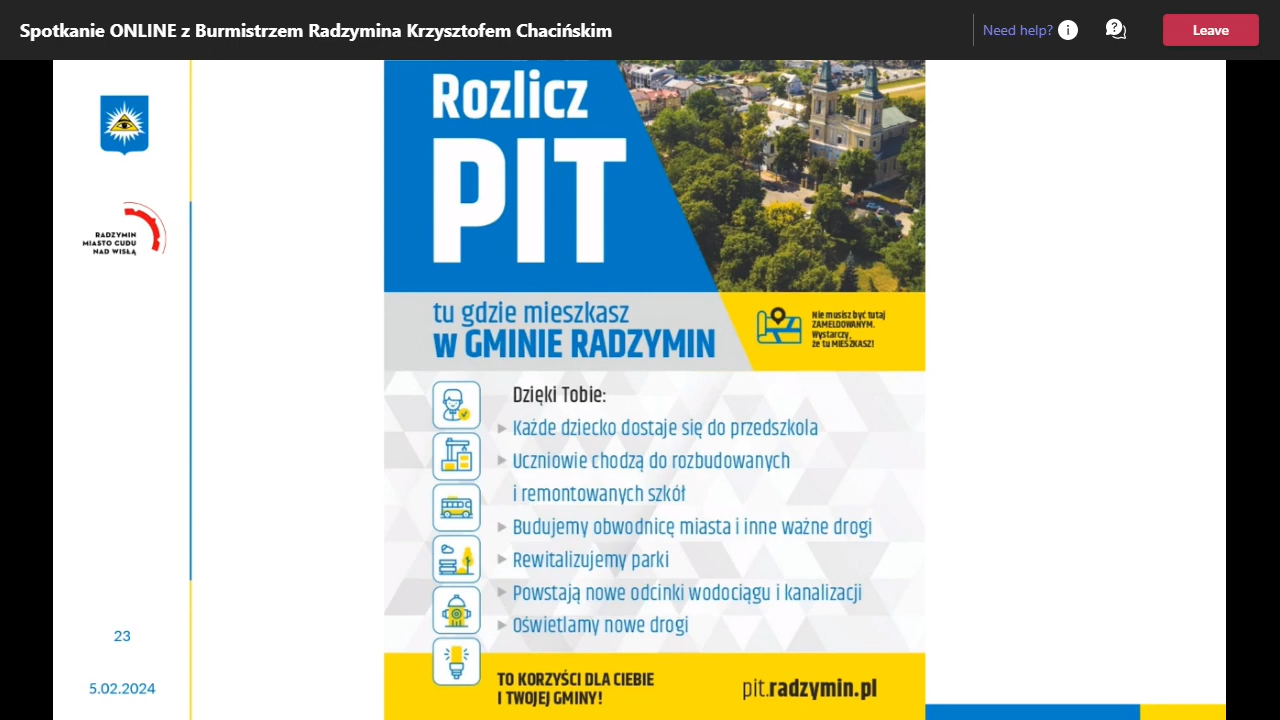 Spotkanie ONLINE z Burmistrzem Radzymina Krzysztofem Chacińskim
Need help?
Leave
RADZYMIN
MIASTO CUDU
NAD WISŁĄ
23
5.02.2024
Rozlicz
PIT
tu gdzie mieszkasz
W GMINIE RADZYMIN
Nie musisz być tutaj
ZAMELDOWANYM.
Wystarczy,
że tu MIESZKASZ!
Dzięki Tobie:
Każde dziecko dostaje się do przedszkola
Uczniowie chodzą do rozbudowanych
i remontowanych szkół
Budujemy obwodnicę miasta i inne ważne drogi
Rewitalizujemy parki
Powstają nowe odcinki wodociągu i kanalizacji
Oświetlamy nowe drogi
TO KORZYŚCI DLA CIEBIE
I TWOJEJ GMINY!
pit.radzymin.pl